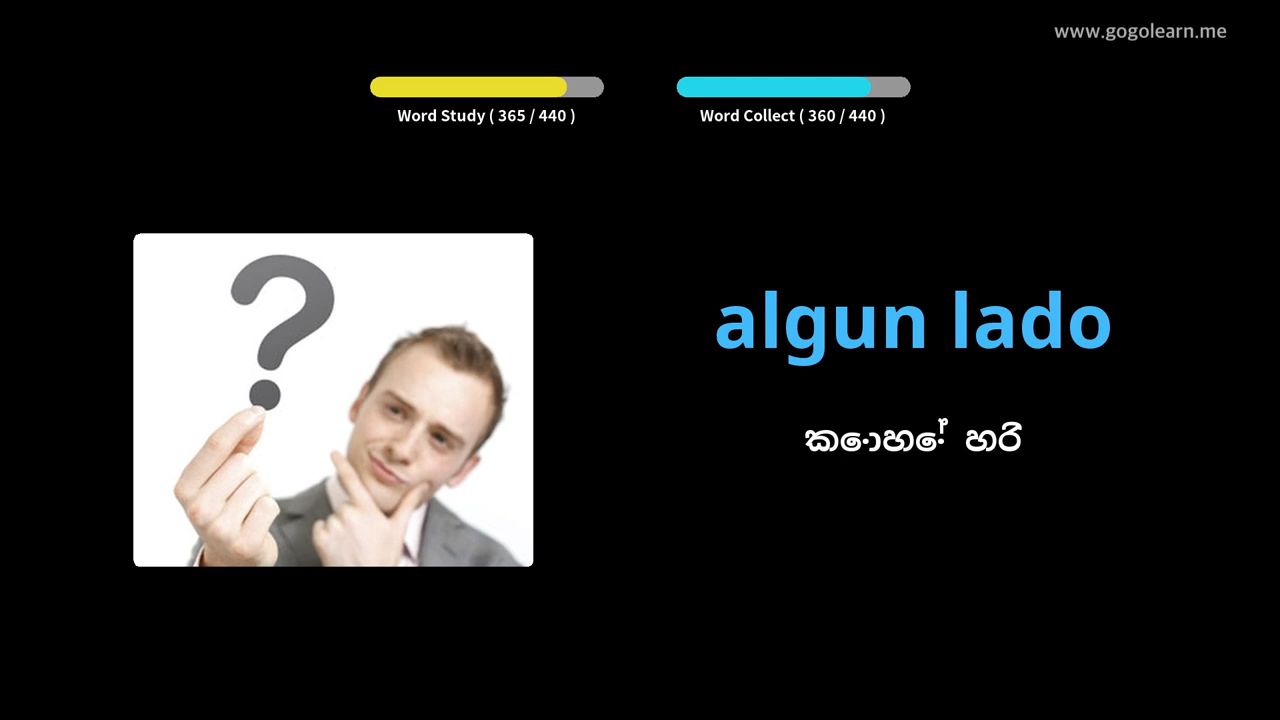 www.gogolearn.me
Word Study ( 365 / 440 )
Word Collect ( 360 / 440 )
algun lado
කොහේ හරි